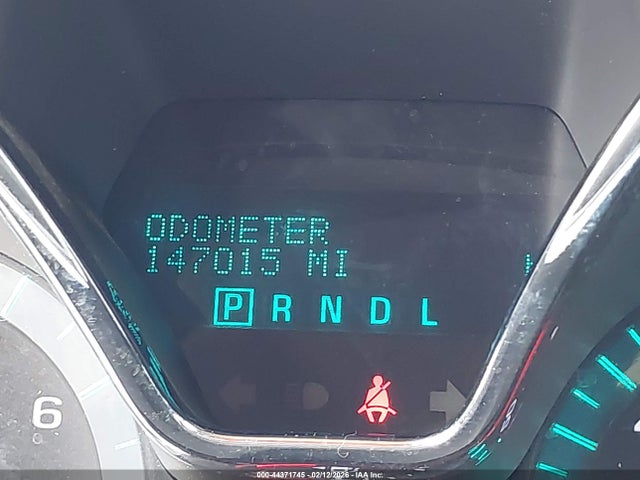 ODOMETER
147015 MI
P R N D L
6
000-44371745 - 02/12/2026 - IAA Inc.